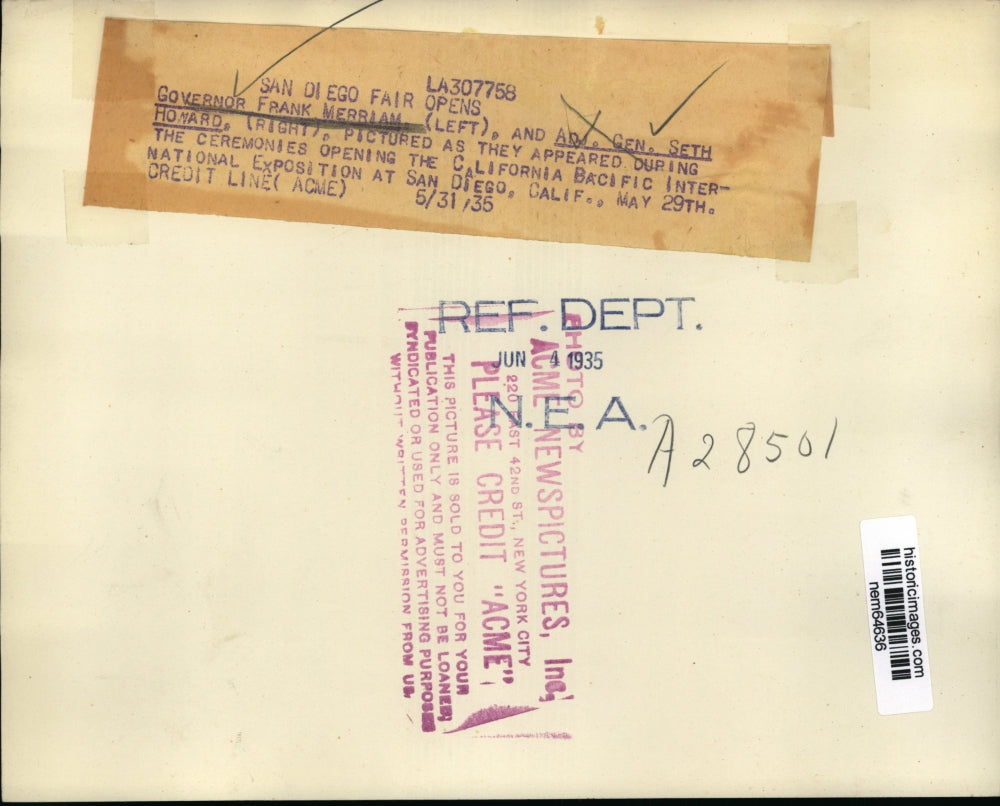 SAN DIEGO FAIR OPENS LA307758
GOVERNOR FRANK MERRIAM (LEFT), AND AD. GEN. SETH
HOWARD, (RIGHT), PICTURED AS THEY APPEARED DURING
THE CEREMONIES OPENING THE CALIFORNIA BACIFIC INTER-
NATIONAL EXPOSITION AT SAN DIEGO, CALIF., MAY 29TH.
CREDIT LINE( ACME) 5/31/35
REF. DEPT.
JUN 4 1935
N. E. A.
A28501
PHOTO BY
ACME NEWSPICTURES, Inc.
220 EAST 42ND ST., NEW YORK CITY
PLEASE CREDIT "ACME"
THIS PICTURE IS SOLD TO YOU FOR YOUR
PUBLICATION ONLY AND MUST NOT BE LOANED,
SYNDICATED OR USED FOR ADVERTISING PURPOSES
WITHOUT WRITTEN PERMISSION FROM US.
historicimages.com
nem64636